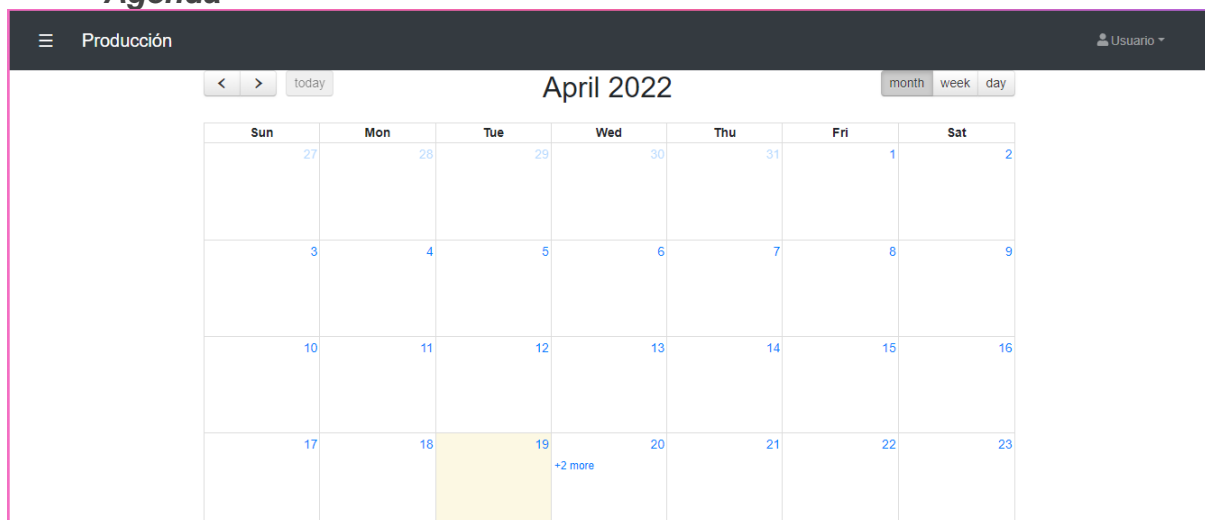 Agenda
☰ Producción Usuario
< > today April 2022 month week day
Sun Mon Tue Wed Thu Fri Sat
27 28 29 30 31 1 2
3 4 5 6 7 8 9
10 11 12 13 14 15 16
17 18 19 20 21 22 23
+2 more